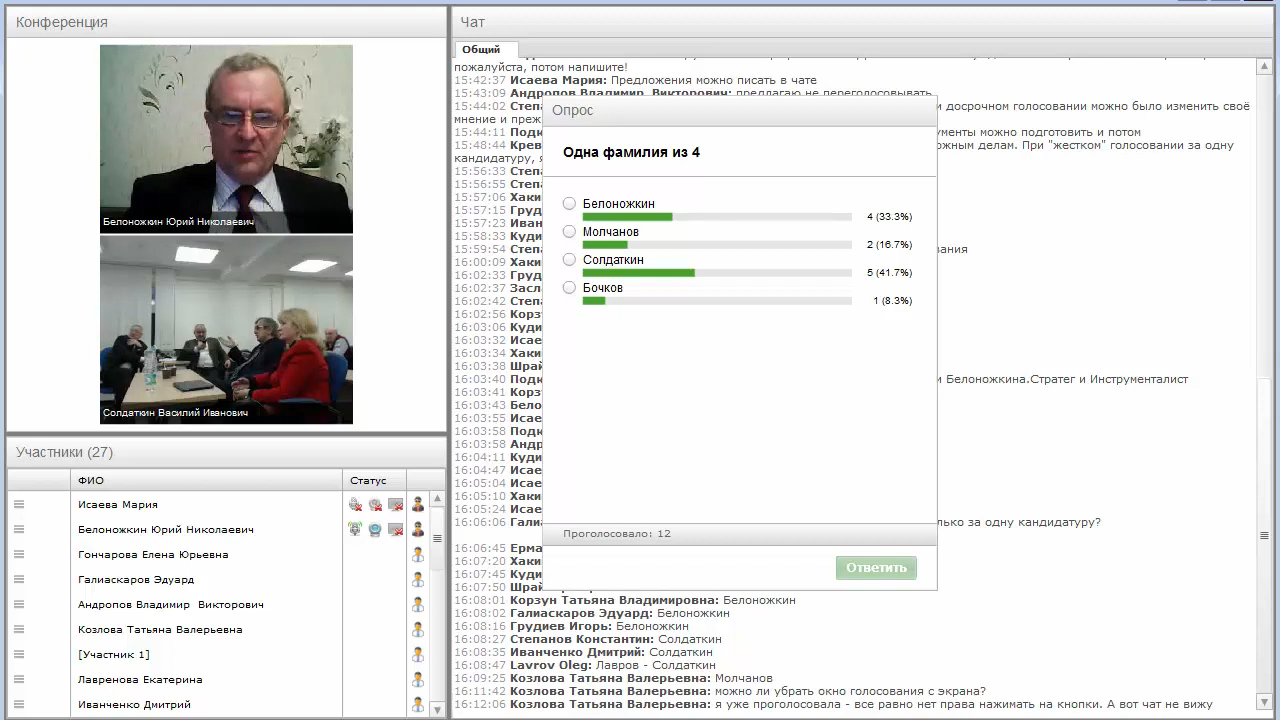 Конференция
Белоножкин Юрий Николаевич
Солдаткин Василий Иванович
Участники (27)
ФИО Статус
Исаева Мария
Белоножкин Юрий Николаевич
Гончарова Елена Юрьевна
Галиаскаров Эдуард
Андропов Владимир Викторович
Козлова Татьяна Валерьевна
[Участник 1]
Лавренова Екатерина
Иванченко Дмитрий
Чат
Общий
пожалуйста, потом напишите!
15:42:37 Исаева Мария: Предложения можно писать в чате
15:43:09 Андропов Владимир Викторович: предлагаю не переголосовывать
15:44:02 Степа и досрочном голосовании можно было изменить своё
мнение и преж
15:44:11 Подк ументы можно подготовить и потом
15:48:44 Крев ожным делам. При "жестком" голосовании за одну
кандидатуру, я
15:56:33 Степа
15:56:55 Степа
15:57:06 Хаки
15:57:15 Груд
15:57:23 Иван
15:58:33 Куди
15:59:54 Степа вания
16:00:09 Хаки
16:02:33 Груд
16:02:37 Засл
16:02:42 Степа
16:02:56 Корз
16:03:06 Куди
16:03:32 Исае
16:03:34 Хаки
16:03:38 Шрай
16:03:40 Подк и Белоножкина.Стратег и Инструменталист
16:03:41 Корз
16:03:43 Бело
16:03:55 Исае
16:03:58 Подк
16:03:58 Андр
16:04:11 Куди
16:04:47 Исае
16:05:04 Исае
16:05:10 Хаки
16:05:24 Исае
16:06:06 Гали лько за одну кандидатуру?
16:06:45 Ерма
16:07:20 Хаки
16:07:45 Куди
16:07:50 Шрай
16:08:01 Корзун Татьяна Владимировна: Белоножкин
16:08:02 Галиаскаров Эдуард: Белоножкин
16:08:16 Грудиев Игорь: Белоножкин
16:08:27 Степанов Константин: Солдаткин
16:08:35 Иванченко Дмитрий: Солдаткин
16:08:47 Lavrov Oleg: Лавров - Солдаткин
16:09:25 Козлова Татьяна Валерьевна: Молчанов
16:11:42 Козлова Татьяна Валерьевна: можно ли убрать окно голосования с экрана?
16:12:06 Козлова Татьяна Валерьевна: я уже проголосовала - все равно нет права нажимать на кнопки. А вот чат не вижу
Опрос
Одна фамилия из 4
Белоножкин
4 (33.3%)
Молчанов
2 (16.7%)
Солдаткин
5 (41.7%)
Бочков
1 (8.3%)
Проголосовало: 12
Ответить